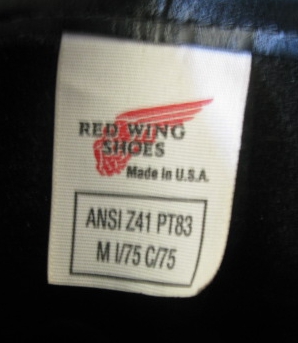 RED WING
SHOES
Made in U.S.A.
ANSI Z41 PT83
M I/75 C/75